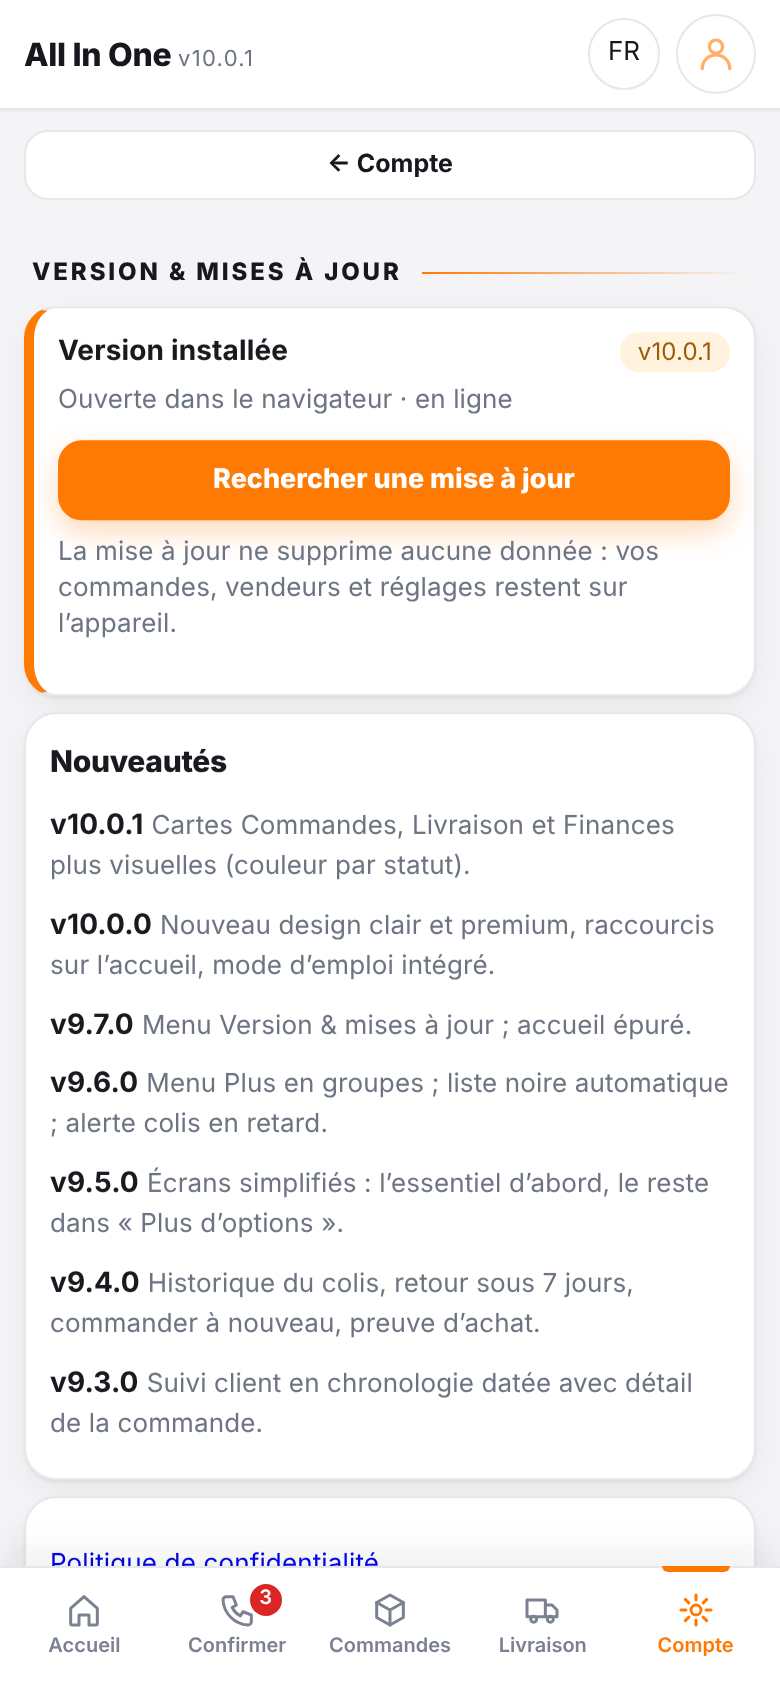 All In One v10.0.1
FR
← Compte
VERSION & MISES À JOUR
Version installée
v10.0.1
Ouverte dans le navigateur · en ligne
Rechercher une mise à jour
La mise à jour ne supprime aucune donnée : vos
commandes, vendeurs et réglages restent sur
l’appareil.
Nouveautés
v10.0.1 Cartes Commandes, Livraison et Finances
plus visuelles (couleur par statut).
v10.0.0 Nouveau design clair et premium, raccourcis
sur l’accueil, mode d’emploi intégré.
v9.7.0 Menu Version & mises à jour ; accueil épuré.
v9.6.0 Menu Plus en groupes ; liste noire automatique
; alerte colis en retard.
v9.5.0 Écrans simplifiés : l’essentiel d’abord, le reste
dans « Plus d’options ».
v9.4.0 Historique du colis, retour sous 7 jours,
commander à nouveau, preuve d’achat.
v9.3.0 Suivi client en chronologie datée avec détail
de la commande.
Politique de confidentialité
3
Accueil
Confirmer
Commandes
Livraison
Compte